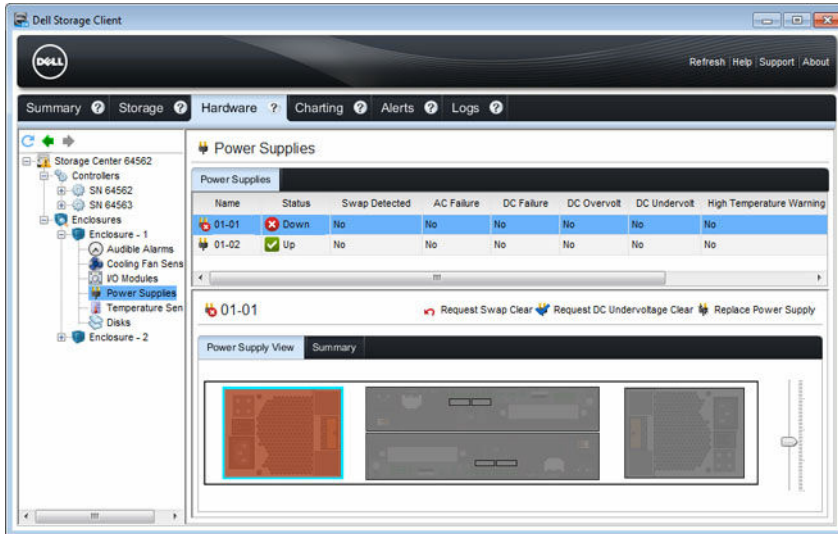 Dell Storage Client
DELL
Refresh Help Support About
Summary ? Storage ? Hardware ? Charting ? Alerts ? Logs ?
Storage Center 64562
Controllers
SN 64562
SN 64563
Enclosures
Enclosure - 1
Audible Alarms
Cooling Fan Sens
I/O Modules
Power Supplies
Temperature Sen
Disks
Enclosure - 2
Power Supplies
Power Supplies
Name Status Swap Detected AC Failure DC Failure DC Overvolt DC Undervolt High Temperature Warning
01-01 Down No No No No No No
01-02 Up No No No No No No
01-01 Request Swap Clear Request DC Undervoltage Clear Replace Power Supply
Power Supply View Summary